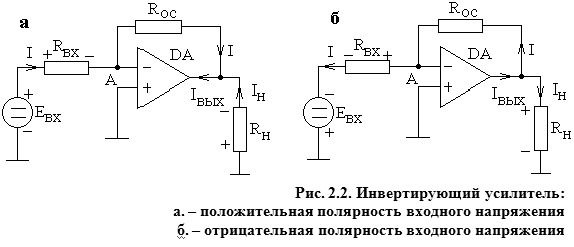 а
R ОС
I
R ВХ
+ −
DA
I
−
+
A
I ВЫХ
I Н
+
E ВХ
−
−
R Н
+
б
R ОС
I
R ВХ
− +
DA
I
−
+
A
I ВЫХ
I Н
+
E ВХ
−
−
R Н
+
Рис. 2.2. Инвертирующий усилитель:
а. – положительная полярность входного напряжения
б. – отрицательная полярность входного напряжения